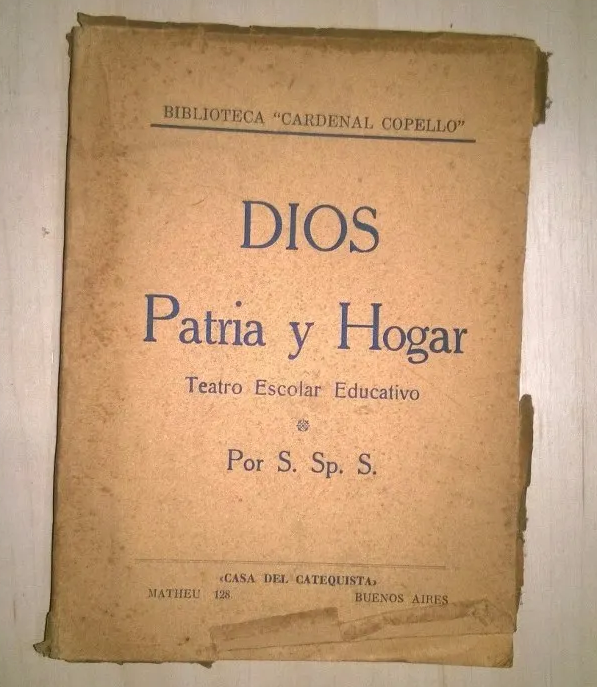 BIBLIOTECA "CARDENAL COPELLO"
DIOS
Patria y Hogar
Teatro Escolar Educativo
Por S. Sp. S.
«CASA DEL CATEQUISTA»
MATHEU 128 BUENOS AIRES